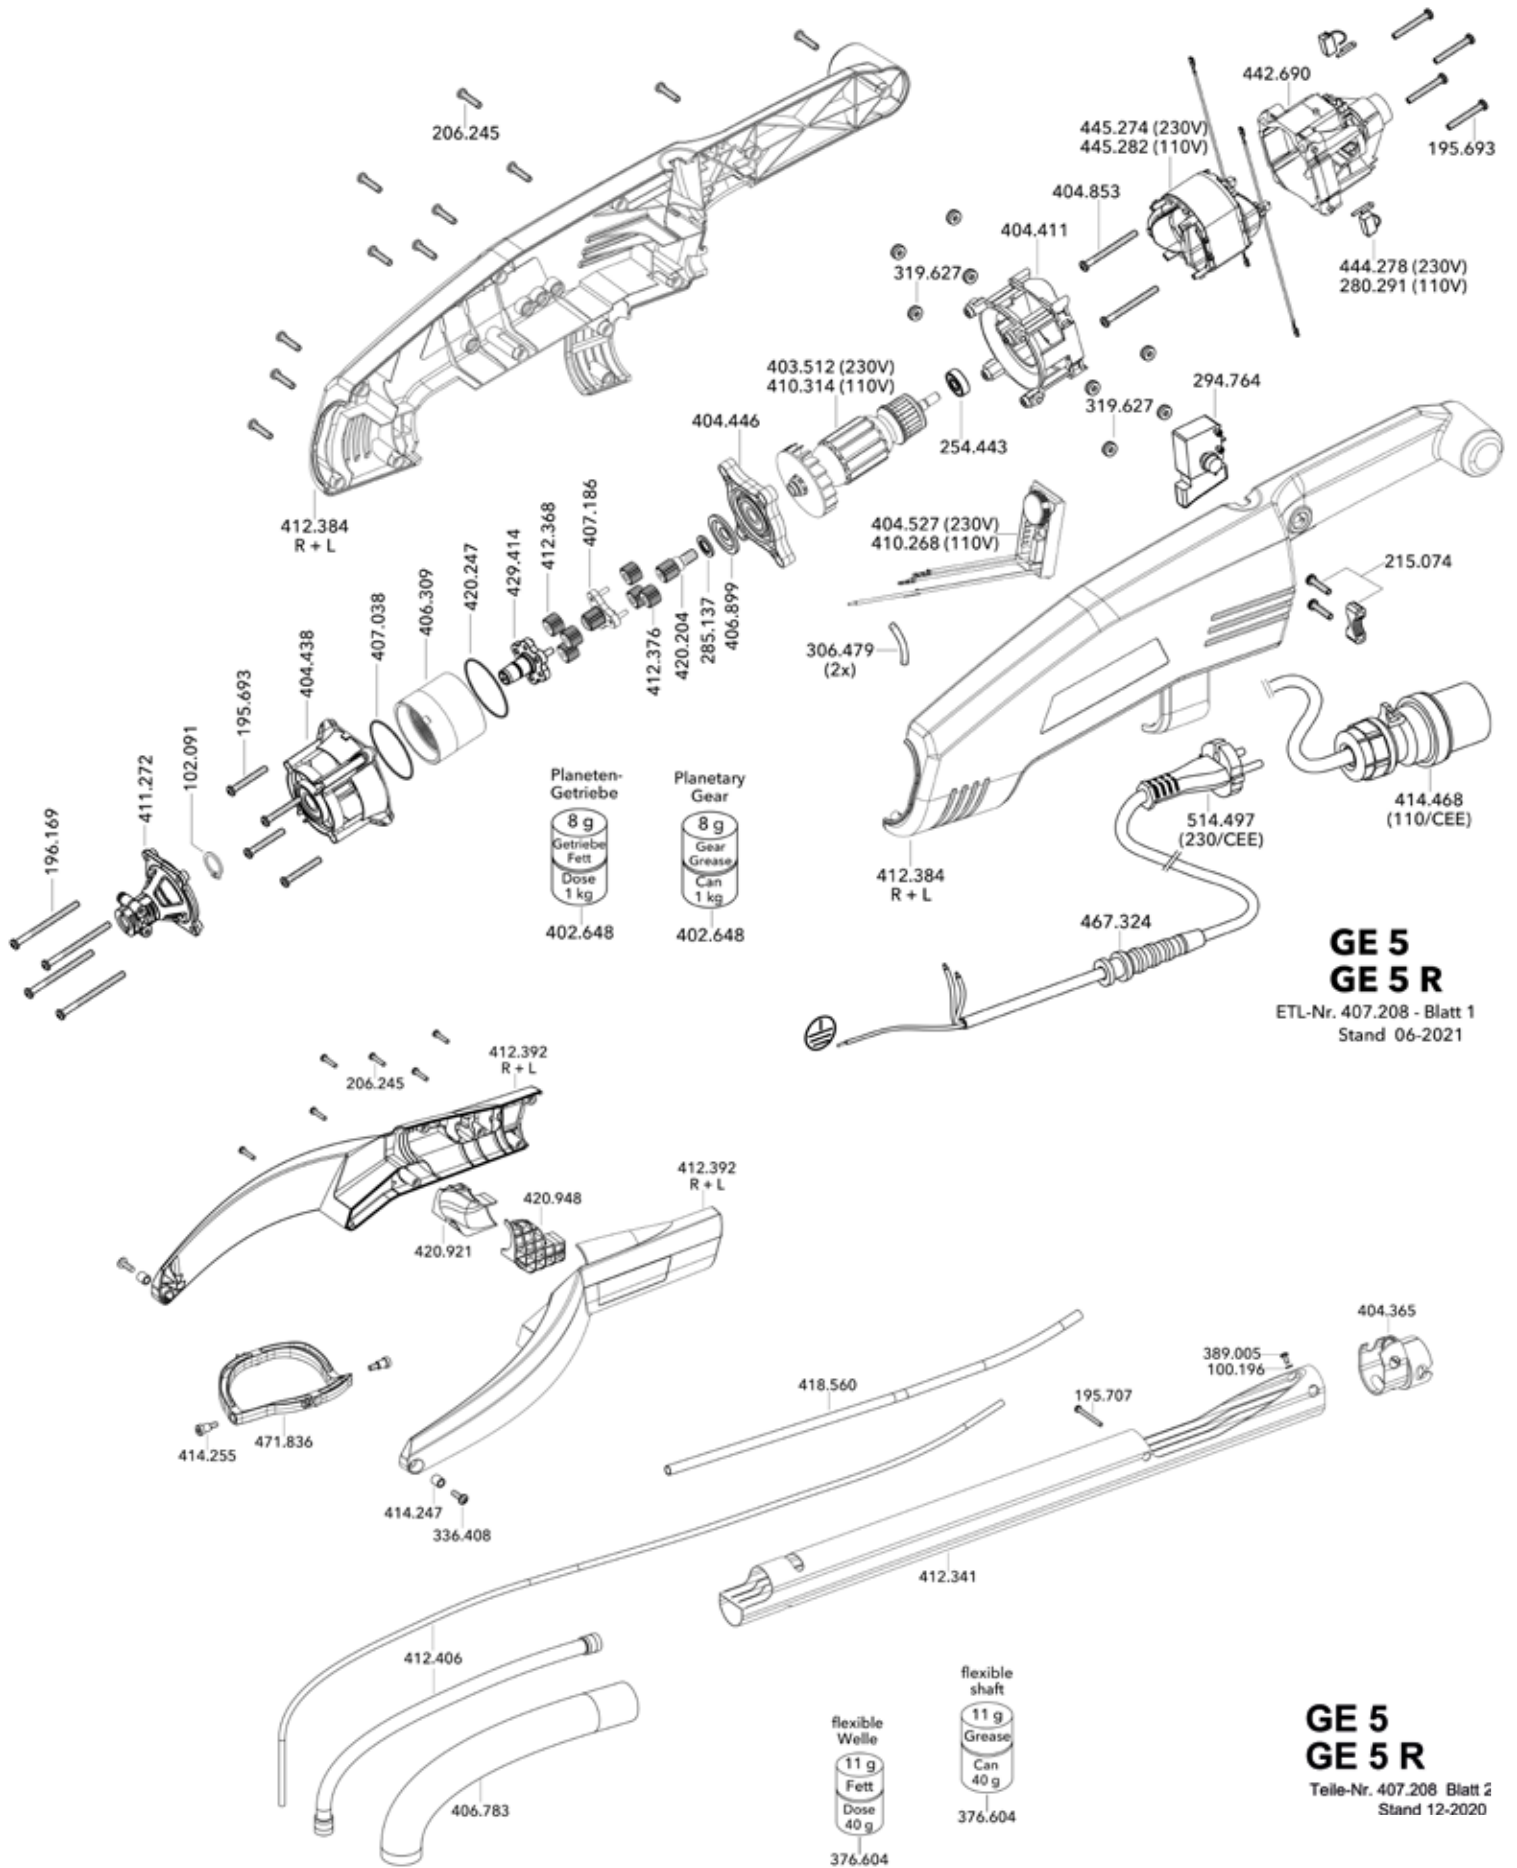 442.690
206.245
445.274 (230V)
445.282 (110V)
195.693
404.853
404.411
319.627
444.278 (230V)
280.291 (110V)
403.512 (230V)
410.314 (110V)
294.764
319.627
404.446
254.443
407.186
412.368
412.384
R + L
404.527 (230V)
410.268 (110V)
429.414
420.247
215.074
406.309
285.137
406.899
407.038
412.376
420.204
306.479
(2x)
404.438
195.693
102.091
411.272
Planeten-
Getriebe
8 g
Getriebe
Fett
Dose
1 kg
402.648
Planetary
Gear
8 g
Gear
Grease
Can
1 kg
402.648
414.468
(110/CEE)
514.497
(230/CEE)
196.169
412.384
R + L
467.324
GE 5
GE 5 R
ETL-Nr. 407.208 - Blatt 1
Stand 06-2021
412.392
R + L
206.245
412.392
R + L
420.948
420.921
404.365
389.005
100.196
418.560
195.707
471.836
414.255
414.247
336.408
412.341
412.406
flexible
shaft
11 g
Grease
Can
40 g
376.604
flexible
Welle
11 g
Fett
Dose
40 g
376.604
406.783
GE 5
GE 5 R
Teile-Nr. 407.208 Blatt 2
Stand 12-2020